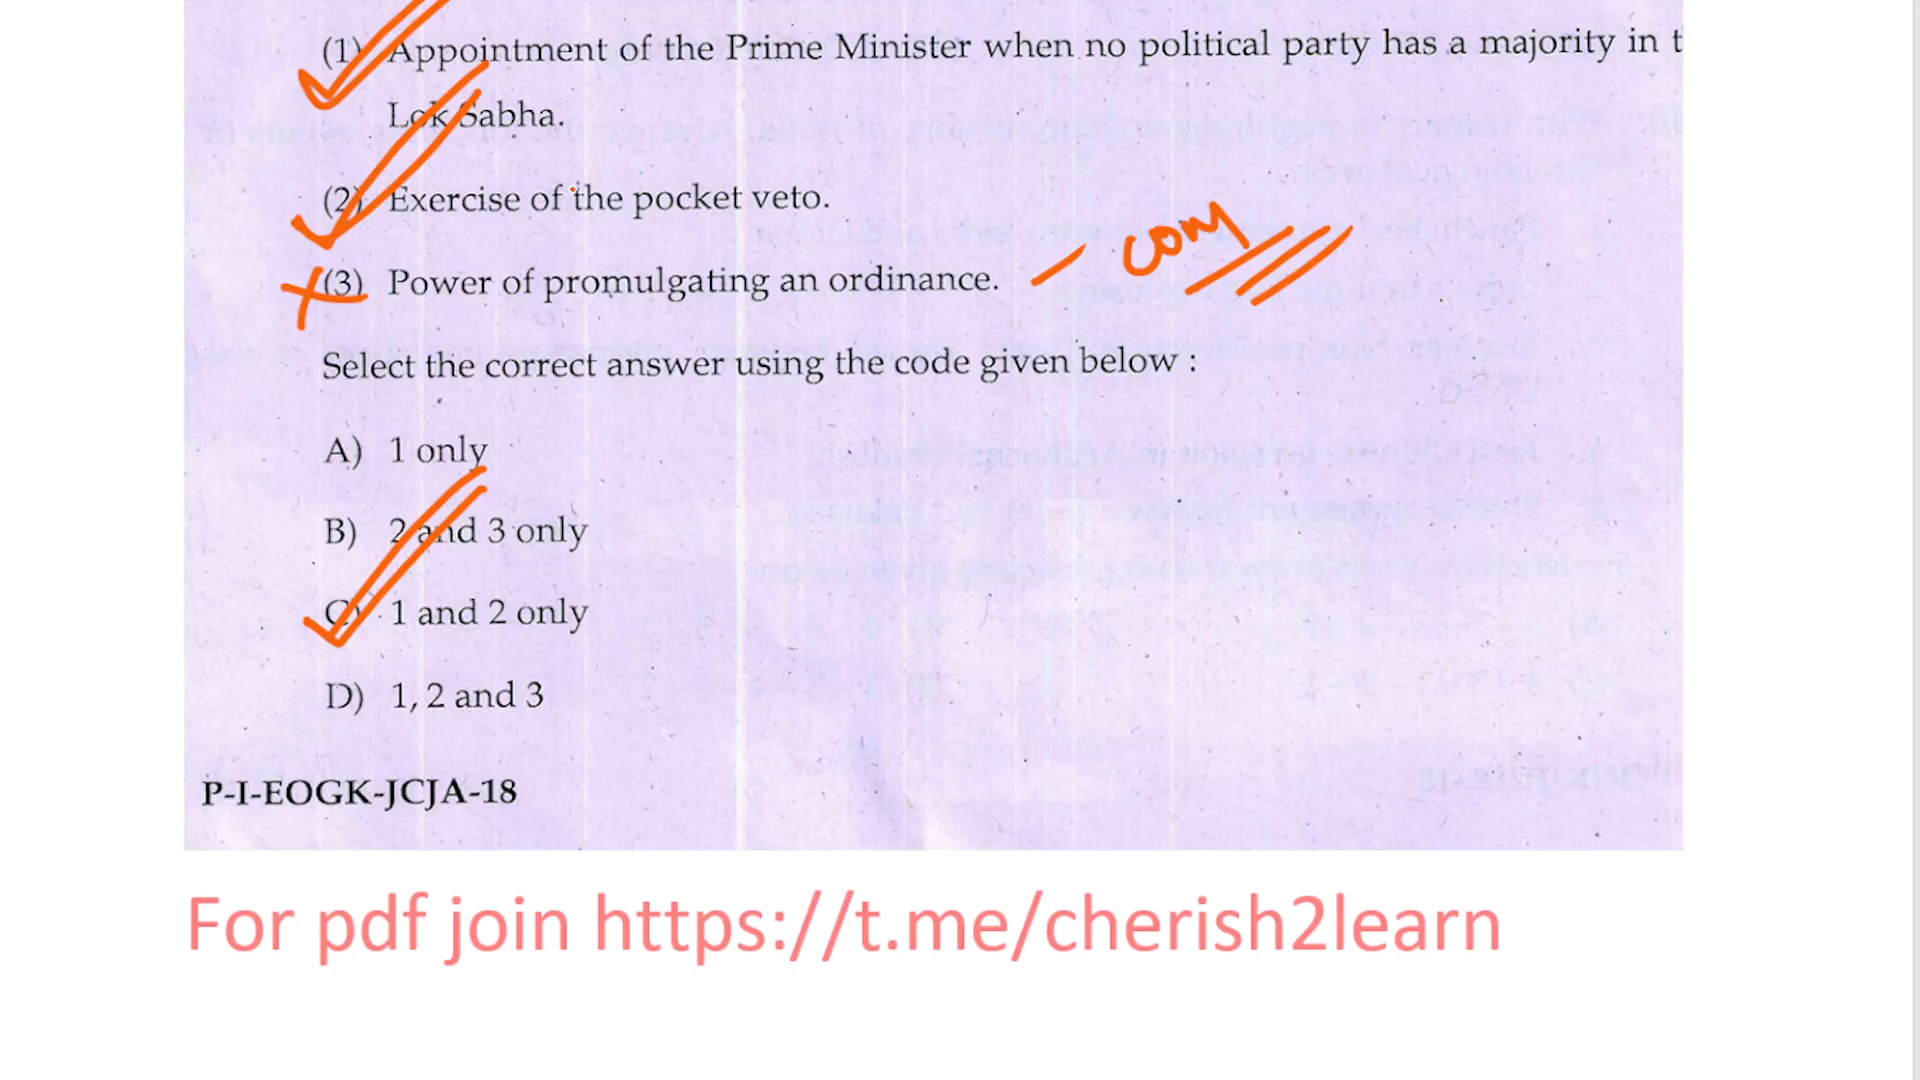 (1) Appointment of the Prime Minister when no political party has a majority in t
Lok Sabha.
(2) Exercise of the pocket veto.
(3) Power of promulgating an ordinance. –
Select the correct answer using the code given below :
A) 1 only
B) 2 and 3 only
C) 1 and 2 only
D) 1, 2 and 3
P-I-EOGK-JCJA-18
For pdf join https://t.me/cherish2learn